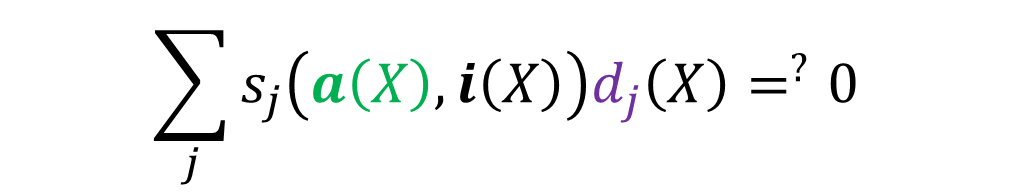 ∑_j s_j(𝒂(X), 𝒊(X))d_j(X) =^? 0